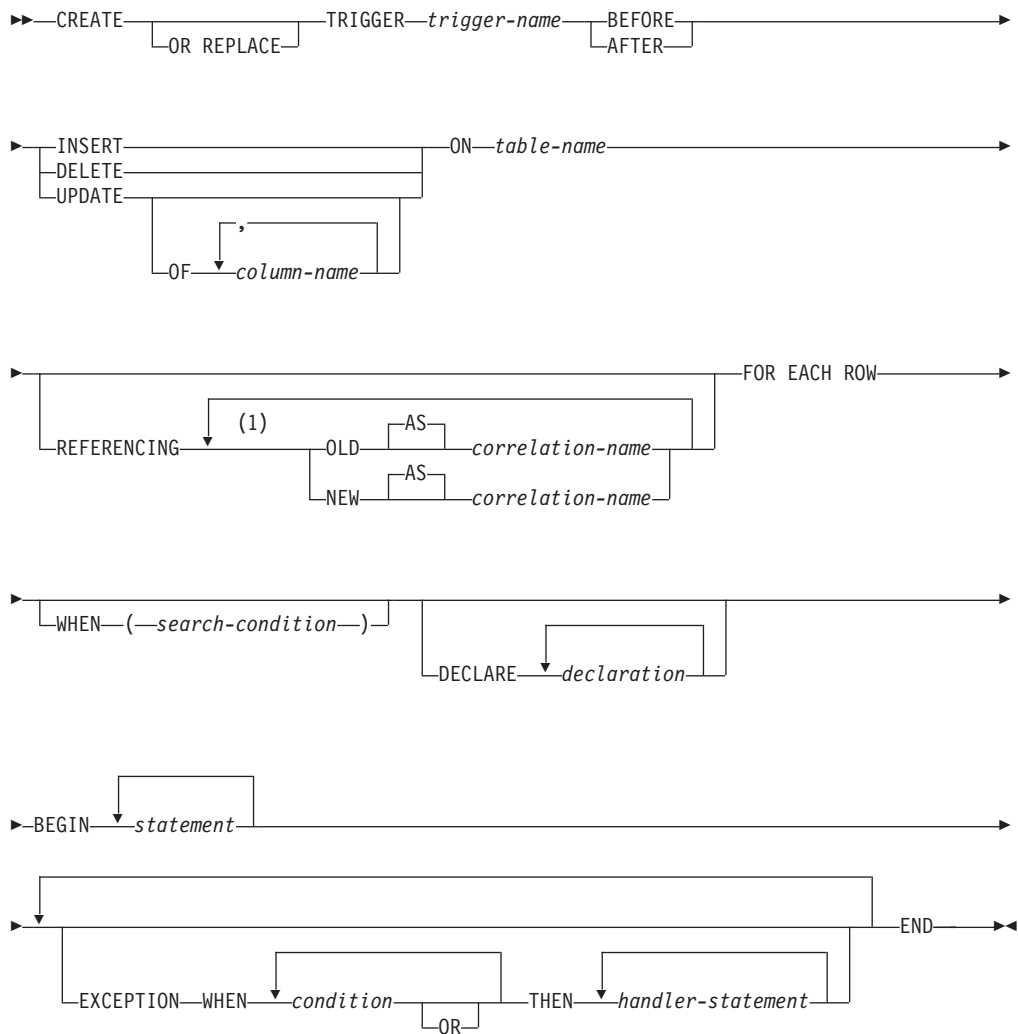 CREATE TRIGGER trigger-name BEFORE
OR REPLACE AFTER
INSERT ON table-name
DELETE
UPDATE
,
OF column-name
FOR EACH ROW
(1) AS
REFERENCING OLD correlation-name
AS
NEW correlation-name
WHEN ( search-condition )
DECLARE declaration
BEGIN statement
END
EXCEPTION WHEN condition THEN handler-statement
OR